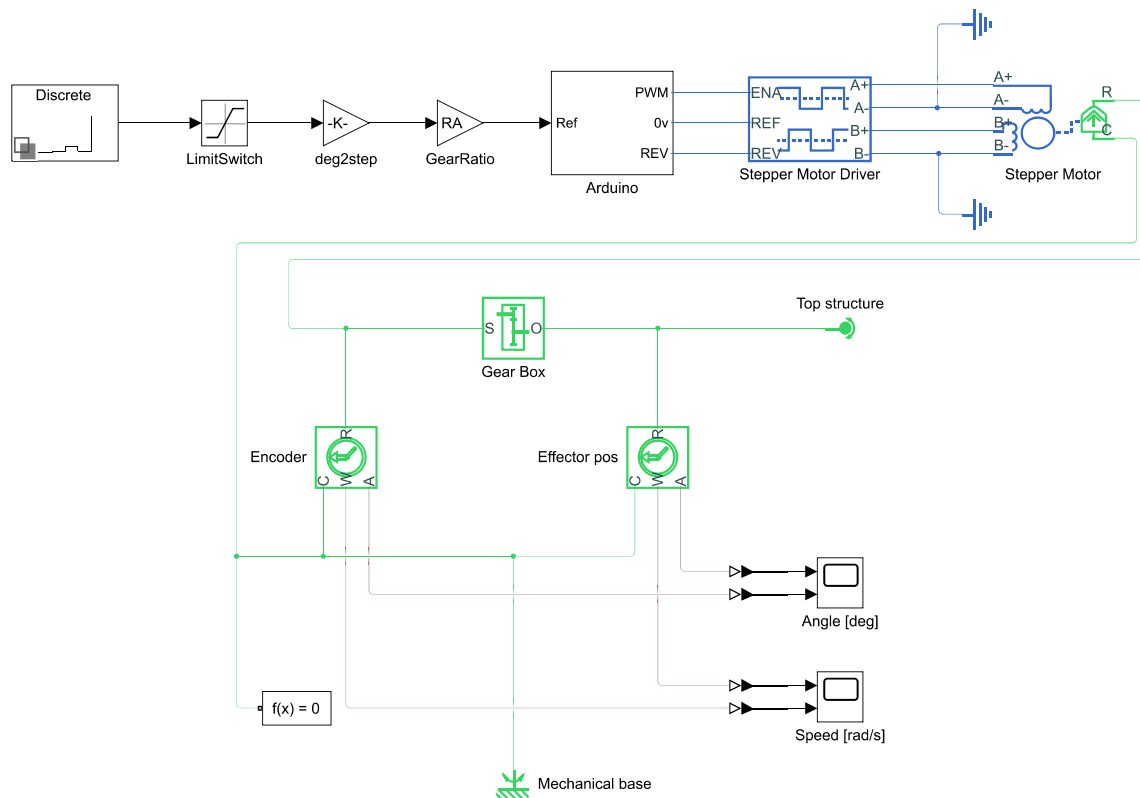 Discrete
LimitSwitch
-K-
deg2step
RA
GearRatio
Ref
PWM
0v
REV
Arduino
ENA
REF
REV
A+
A-
B+
B-
Stepper Motor Driver
A+
A-
B+
B-
R
C
Stepper Motor
S
O
Gear Box
Top structure
Encoder
R
C
W
A
Effector pos
R
C
W
A
Angle [deg]
Speed [rad/s]
f(x) = 0
Mechanical base